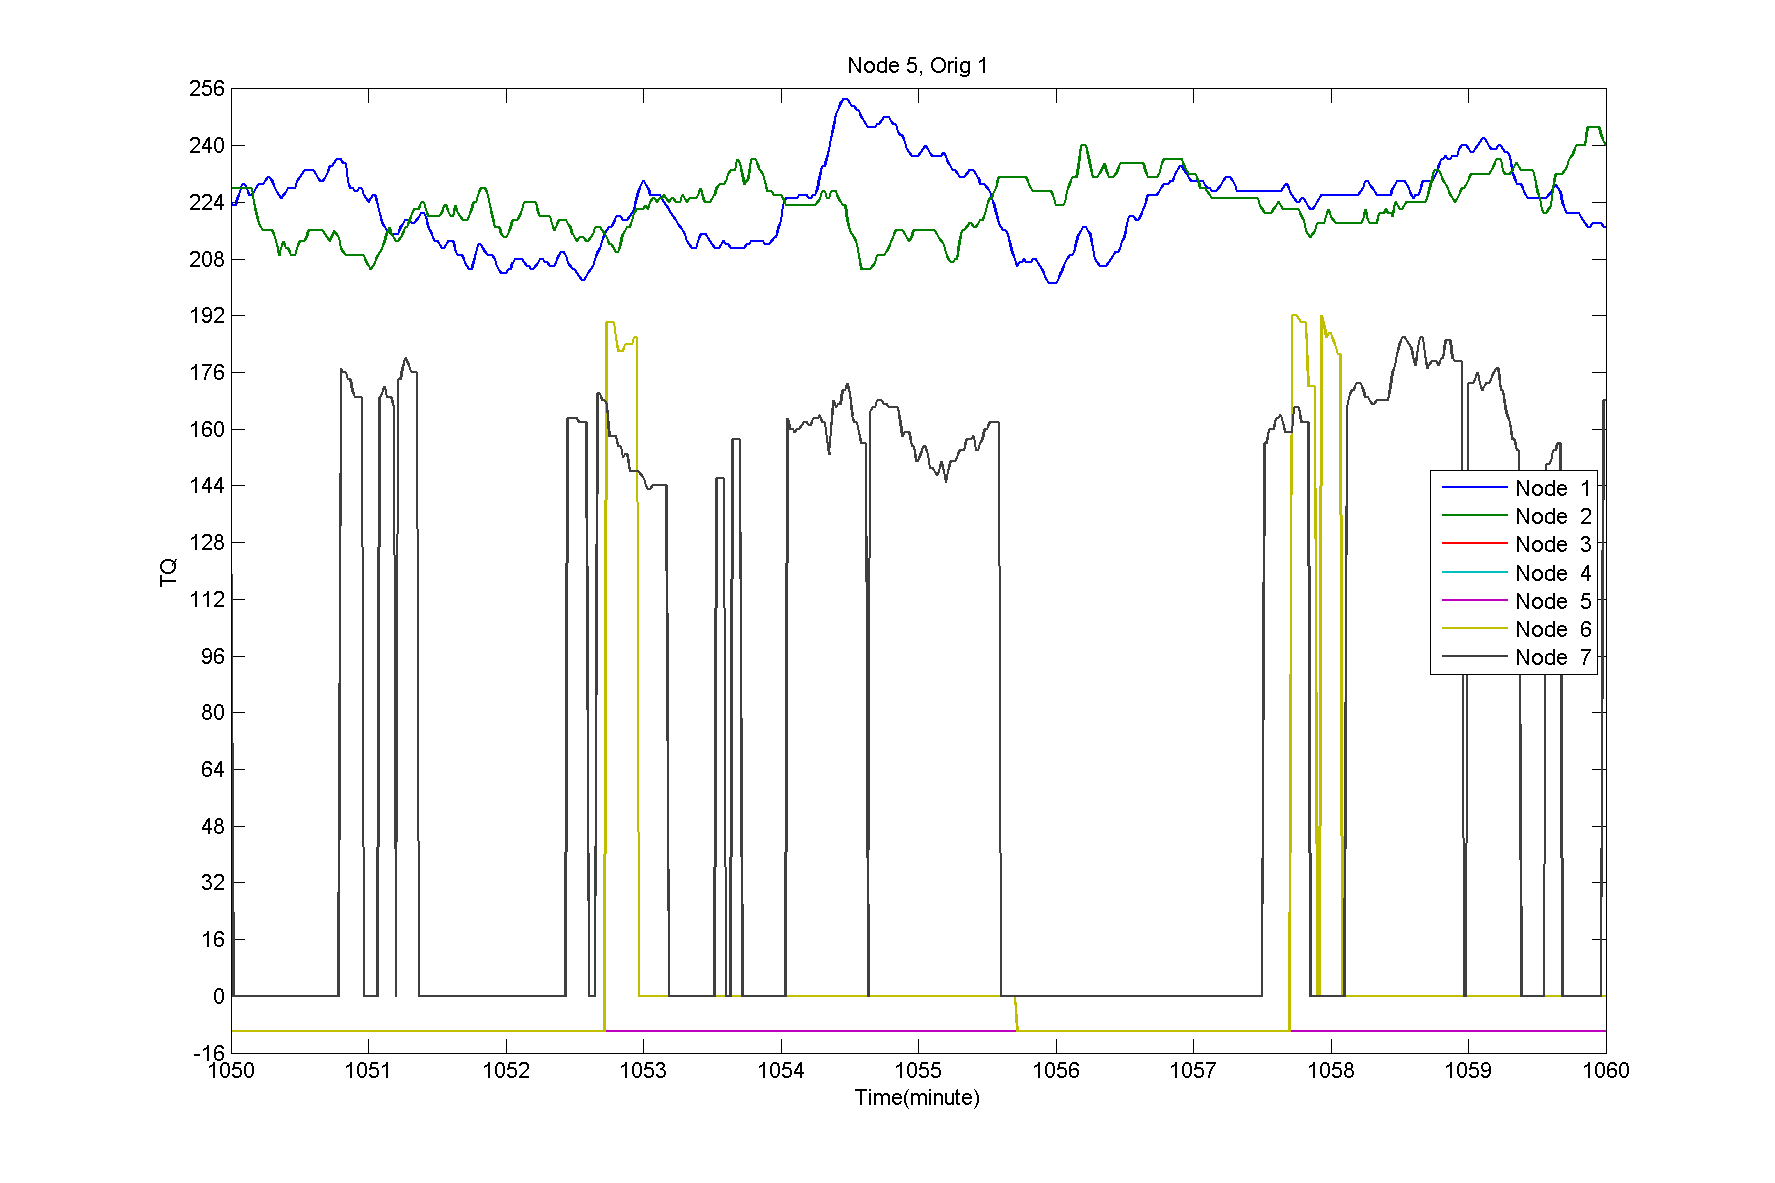 Node 5, Orig 1
256
240
224
208
192
176
160
144
128
112
96
80
64
48
32
16
0
-16
TQ
Node 1
Node 2
Node 3
Node 4
Node 5
Node 6
Node 7
1050 1051 1052 1053 1054 1055 1056 1057 1058 1059 1060
Time(minute)